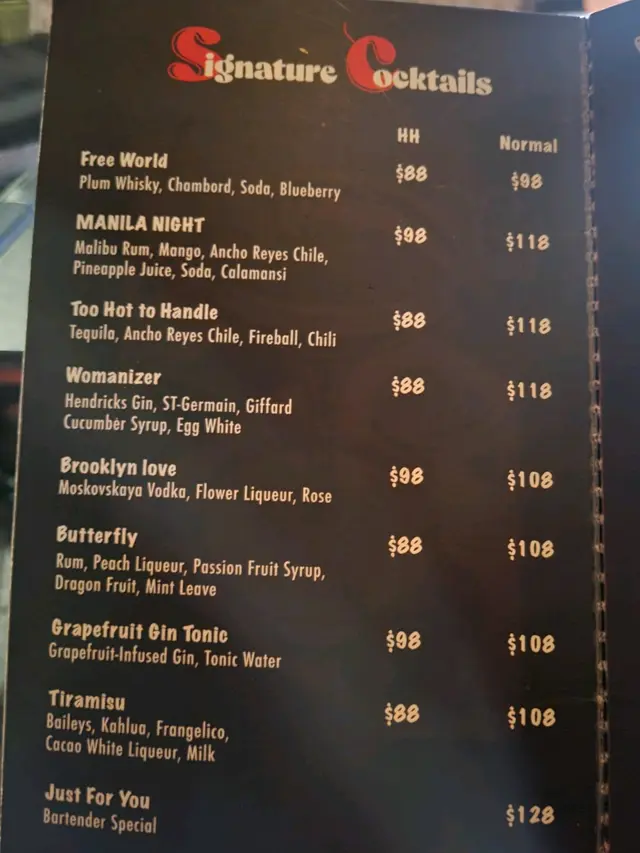 Signature Cocktails
HH Normal
Free World $88 $98
Plum Whisky, Chambord, Soda, Blueberry
MANILA NIGHT $98 $118
Malibu Rum, Mango, Ancho Reyes Chile,
Pineapple Juice, Soda, Calamansi
Too Hot to Handle $88 $118
Tequila, Ancho Reyes Chile, Fireball, Chili
Womanizer $88 $118
Hendricks Gin, ST-Germain, Giffard
Cucumber Syrup, Egg White
Brooklyn love $98 $108
Moskovskaya Vodka, Flower Liqueur, Rose
Butterfly $88 $108
Rum, Peach Liqueur, Passion Fruit Syrup,
Dragon Fruit, Mint Leave
Grapefruit Gin Tonic $98 $108
Grapefruit-Infused Gin, Tonic Water
Tiramisu $88 $108
Baileys, Kahlua, Frangelico,
Cacao White Liqueur, Milk
Just For You $128
Bartender Special